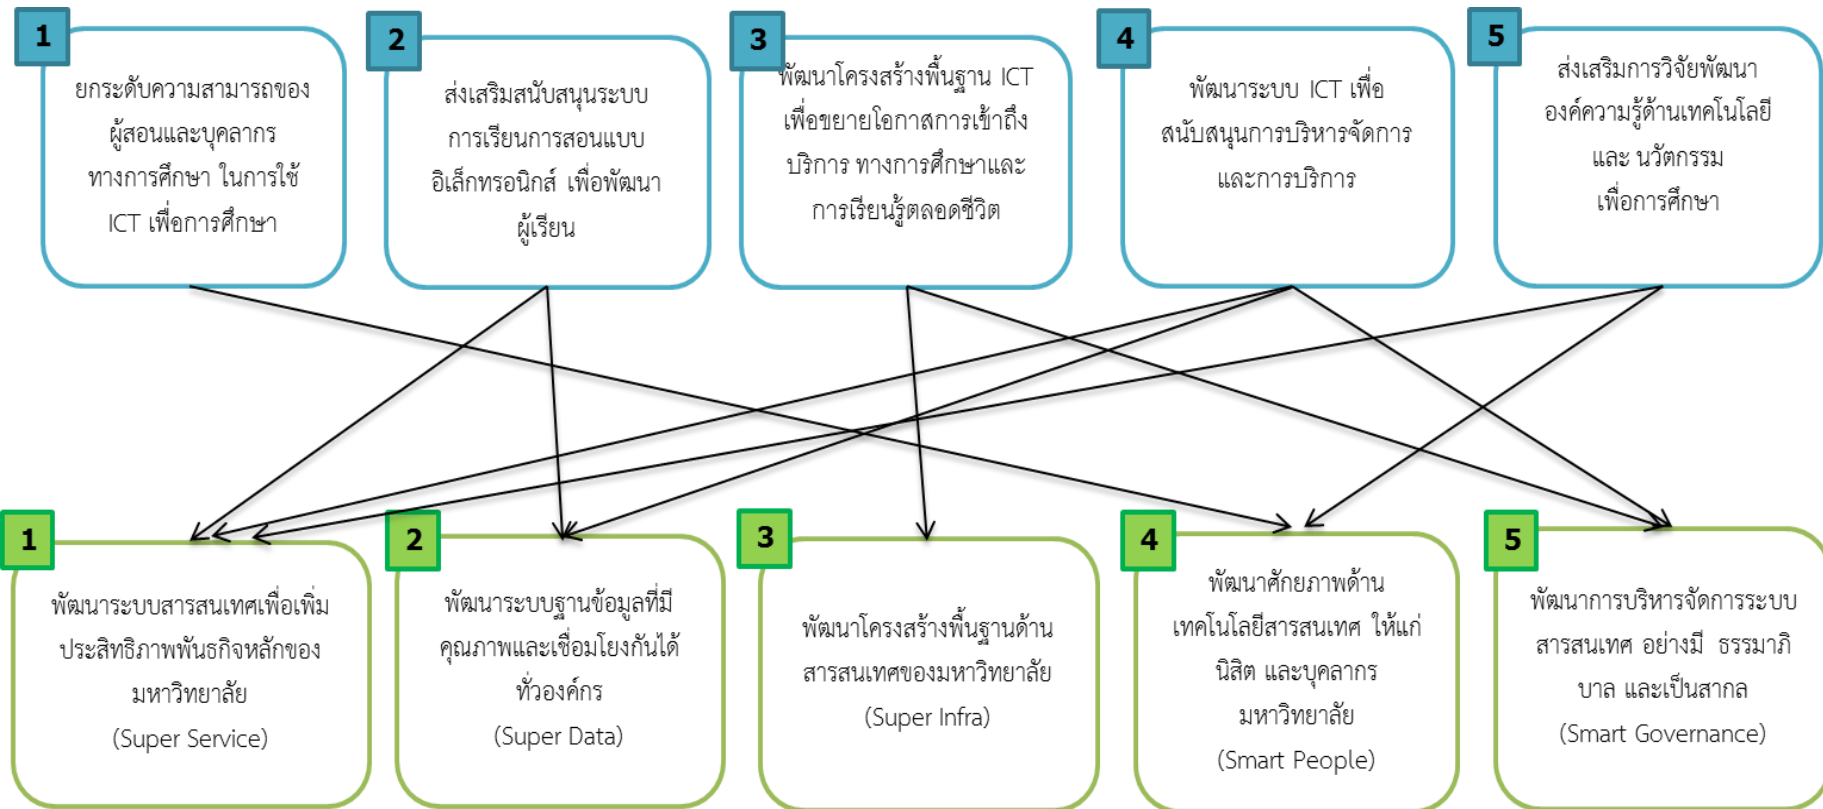 1
ยกระดับความสามารถของ
ผู้สอนและบุคลากร
ทางการศึกษา ในการใช้
ICT เพื่อการศึกษา
2
ส่งเสริมสนับสนุนระบบ
การเรียนการสอนแบบ
อิเล็กทรอนิกส์ เพื่อพัฒนา
ผู้เรียน
3
พัฒนาโครงสร้างพื้นฐาน ICT
เพื่อขยายโอกาสการเข้าถึง
บริการ ทางการศึกษาและ
การเรียนรู้ตลอดชีวิต
4
พัฒนาระบบ ICT เพื่อ
สนับสนุนการบริหารจัดการ
และการบริการ
5
ส่งเสริมการวิจัยพัฒนา
องค์ความรู้ด้านเทคโนโลยี
และ นวัตกรรม
เพื่อการศึกษา
1
พัฒนาระบบสารสนเทศเพื่อเพิ่ม
ประสิทธิภาพพันธกิจหลักของ
มหาวิทยาลัย
(Super Service)
2
พัฒนาระบบฐานข้อมูลที่มี
คุณภาพและเชื่อมโยงกันได้
ทั่วองค์กร
(Super Data)
3
พัฒนาโครงสร้างพื้นฐานด้าน
สารสนเทศของมหาวิทยาลัย
(Super Infra)
4
พัฒนาศักยภาพด้าน
เทคโนโลยีสารสนเทศ ให้แก่
นิสิต และบุคลากร
มหาวิทยาลัย
(Smart People)
5
พัฒนาการบริหารจัดการระบบ
สารสนเทศ อย่างมี ธรรมาภิ
บาล และเป็นสากล
(Smart Governance)